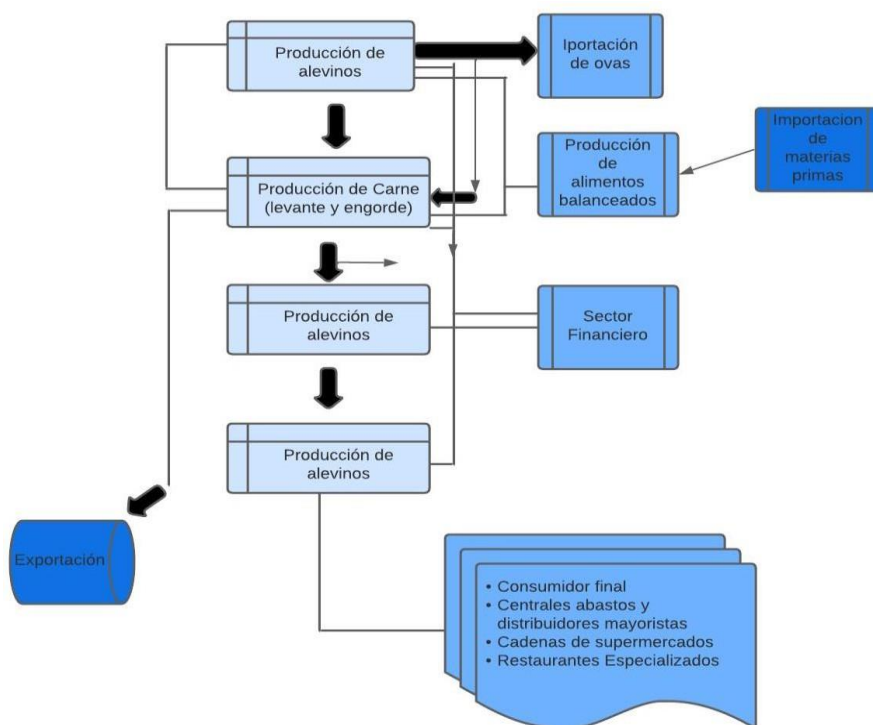 Producción de
alevinos
Iportación
de ovas
Importacion
de
materias
primas
Producción
de
alimentos
balanceados
Producción de Carne
(levante y engorde)
Producción de
alevinos
Sector
Financiero
Producción de
alevinos
Exportación
• Consumidor final
• Centrales abastos y
distribuidores mayoristas
• Cadenas de supermercados
• Restaurantes Especializados